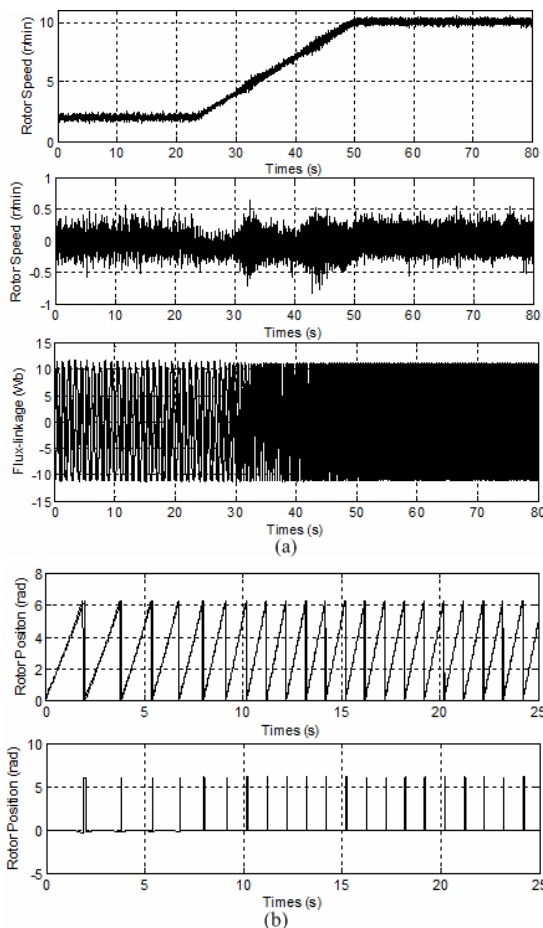 10
5
0
Rotor Speed (r/min)
0 10 20 30 40 50 60 70 80
Times (s)
1
0.5
0
-0.5
-1
Rotor Speed (r/min)
0 10 20 30 40 50 60 70 80
Times (s)
15
10
5
0
-5
-10
-15
Flux-linkage (Wb)
0 10 20 30 40 50 60 70 80
Times (s)
(a)
8
6
4
2
0
Rotor Position (rad)
0 5 10 15 20 25
Times (s)
10
5
0
-5
Rotor Position (rad)
0 5 10 15 20 25
Times (s)
(b)